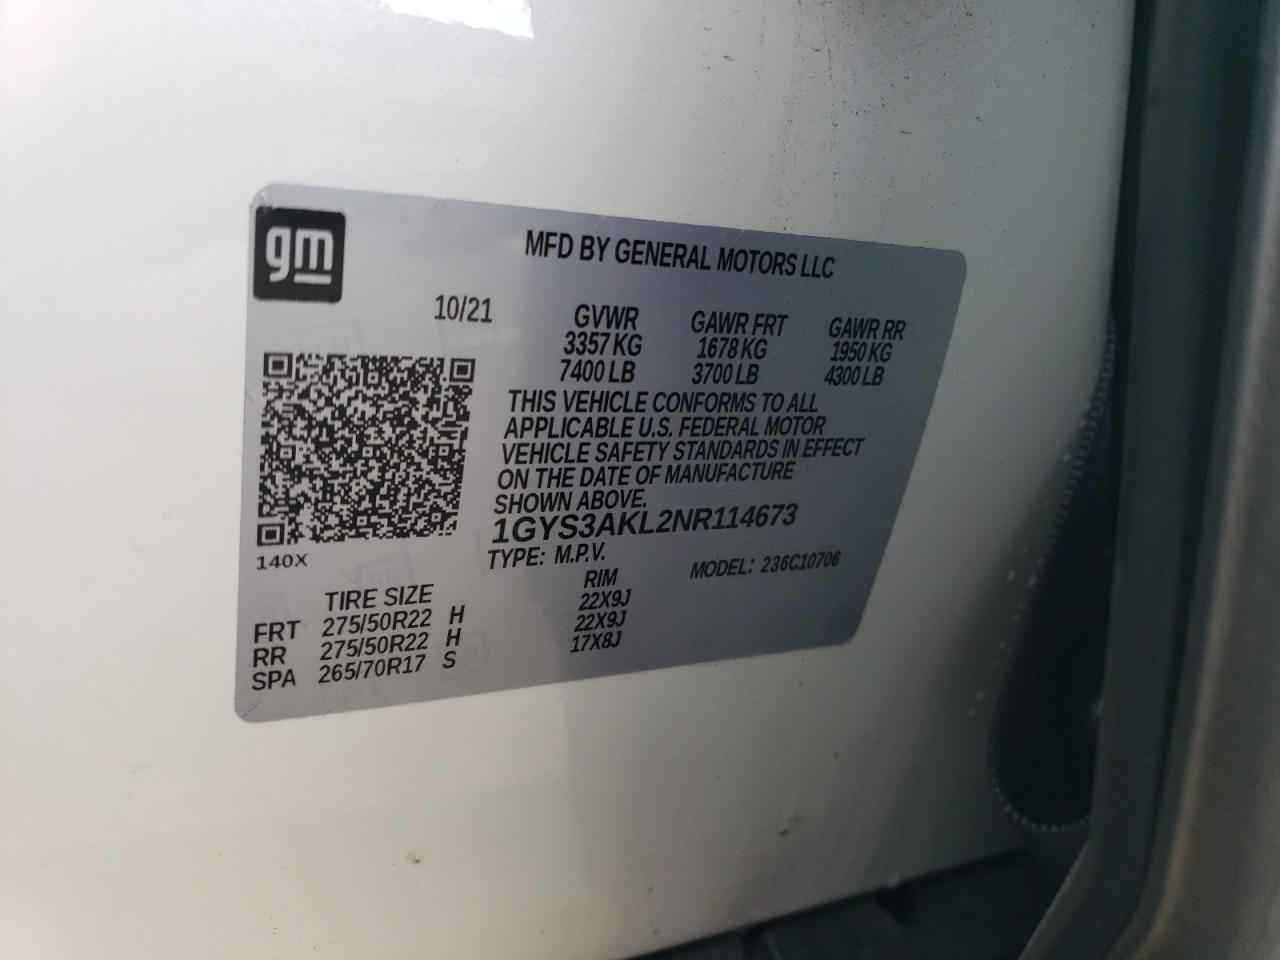 gm
MFD BY GENERAL MOTORS LLC
10/21
GVWR GAWR FRT GAWR RR
3357 KG 1678 KG 1950 KG
7400 LB 3700 LB 4300 LB
THIS VEHICLE CONFORMS TO ALL
APPLICABLE U.S. FEDERAL MOTOR
VEHICLE SAFETY STANDARDS IN EFFECT
ON THE DATE OF MANUFACTURE
SHOWN ABOVE.
1GYS3AKL2NR114673
140X
TYPE: M.P.V. MODEL: 236C10706
TIRE SIZE RIM
FRT 275/50R22 H 22X9J
RR 275/50R22 H 22X9J
SPA 265/70R17 S 17X8J